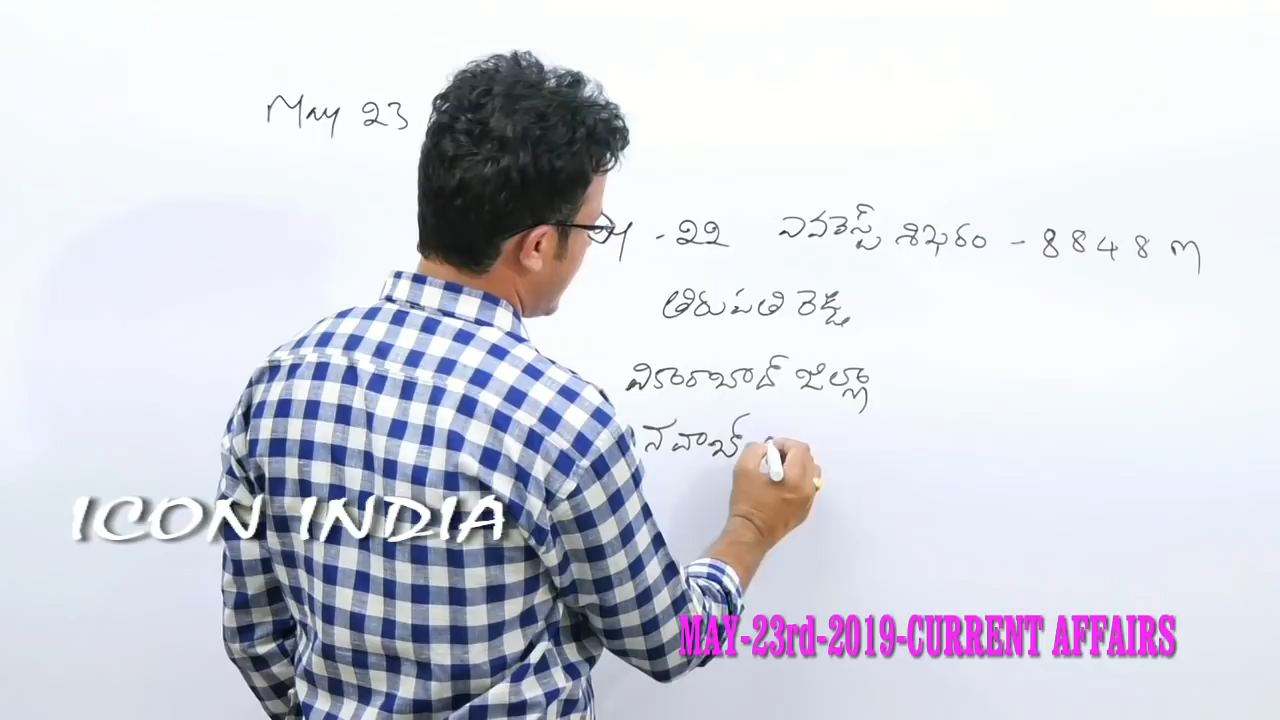 May 23
- 22 ఎవరెస్ట్ శిఖరం - 8848 m
తిరుపతి రెడ్డి
వికారాబాద్ జిల్లా
నవాబ్
ICON INDIA
MAY-23rd-2019-CURRENT AFFAIRS